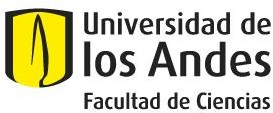 Universidad de
los Andes
Facultad de Ciencias